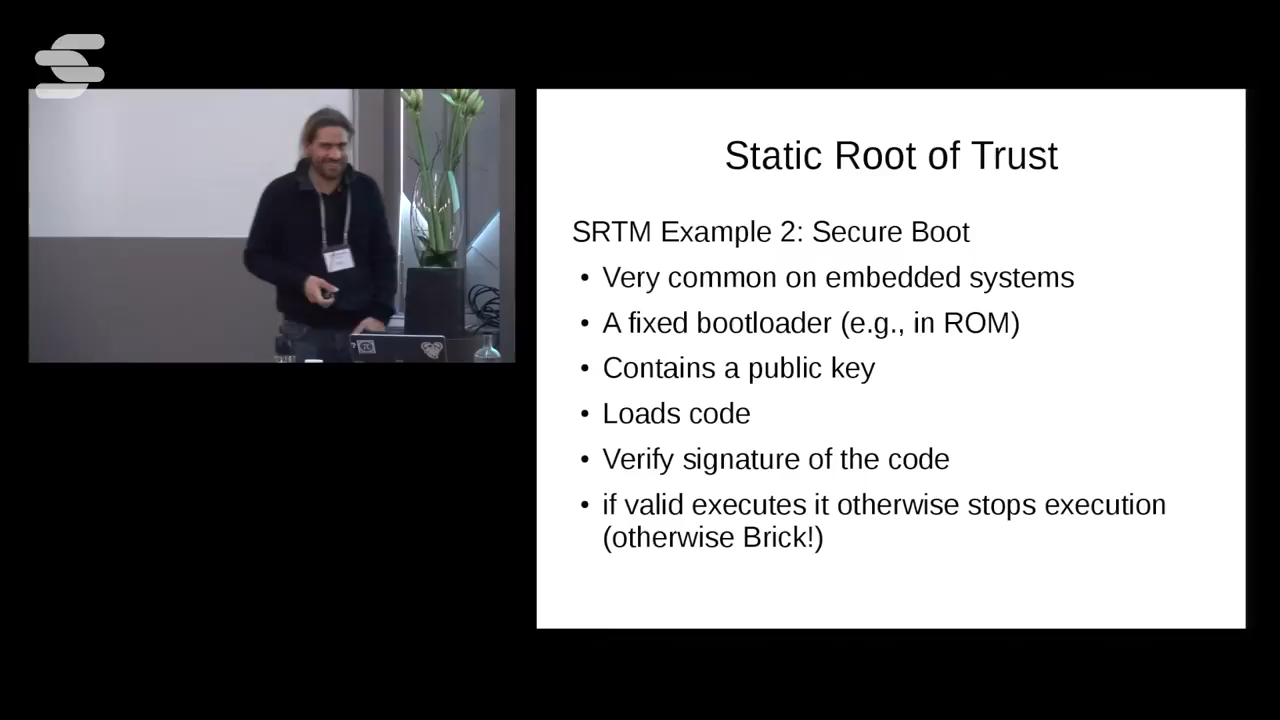 Static Root of Trust
SRTM Example 2: Secure Boot
• Very common on embedded systems
• A fixed bootloader (e.g., in ROM)
• Contains a public key
• Loads code
• Verify signature of the code
• if valid executes it otherwise stops execution
(otherwise Brick!)